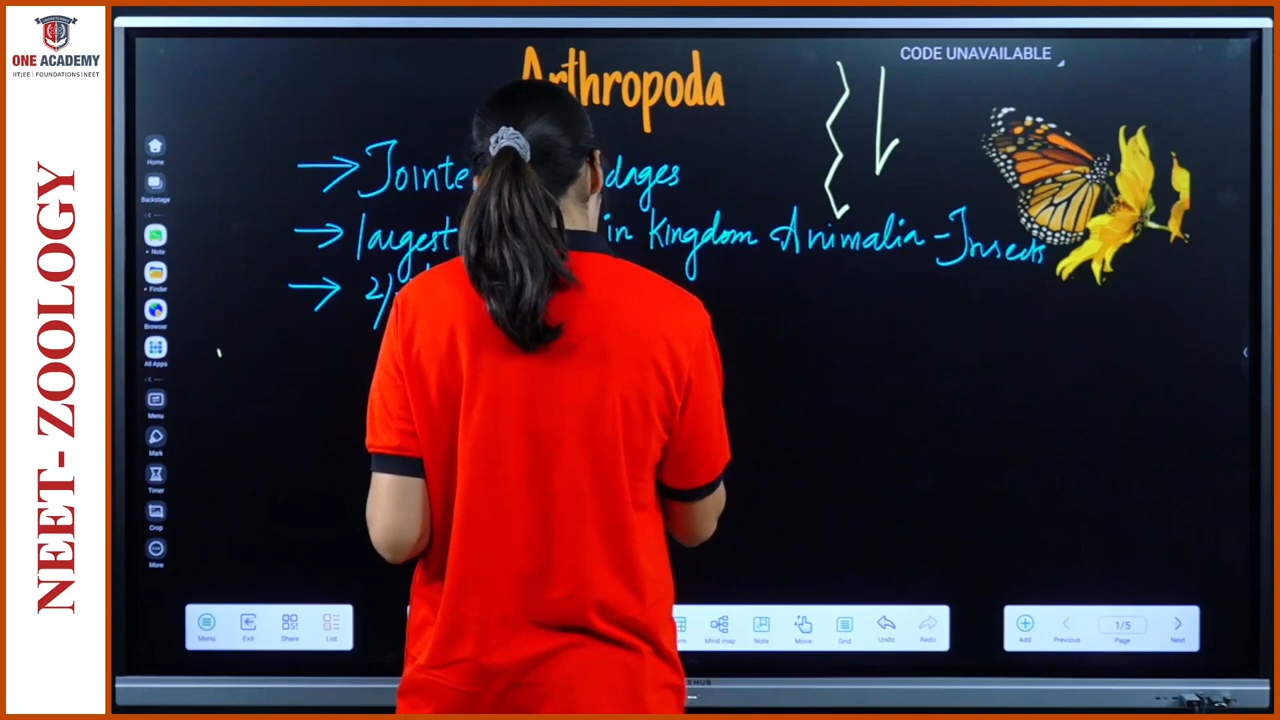 ONE ACADEMY
IITJEE | FOUNDATIONS | NEET
NEET- ZOOLOGY
CODE UNAVAILABLE
Arthropoda
→ Jointe dages
→ largest in Kingdom Animalia - Insects
→ 2/
Home
Backstage
Note
Finder
Browser
All Apps
Menu
Mark
Timer
Crop
More
Menu Exit Share List
Mind map Note Move Grid Undo Redo
Add Previous 1/5 Page Next